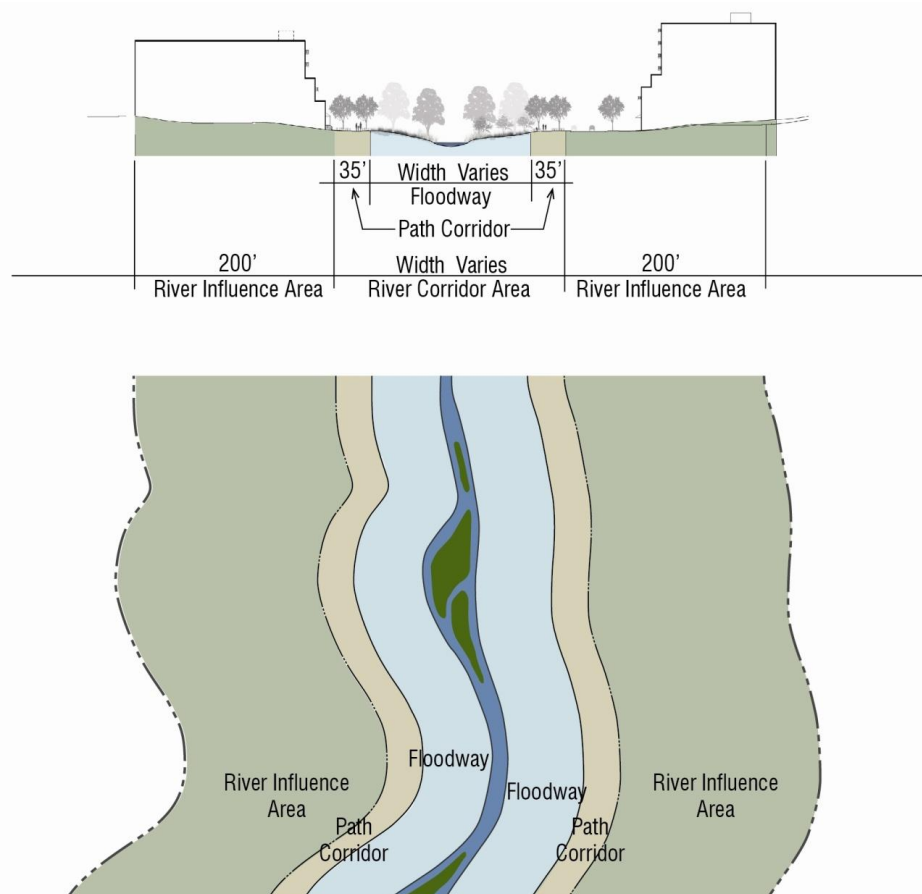 35’ Width Varies 35’
Floodway
Path Corridor
200’ Width Varies 200’
River Influence Area River Corridor Area River Influence Area
Floodway
River Influence
Area
Floodway
River Influence
Area
Path
Corridor
Path
Corridor